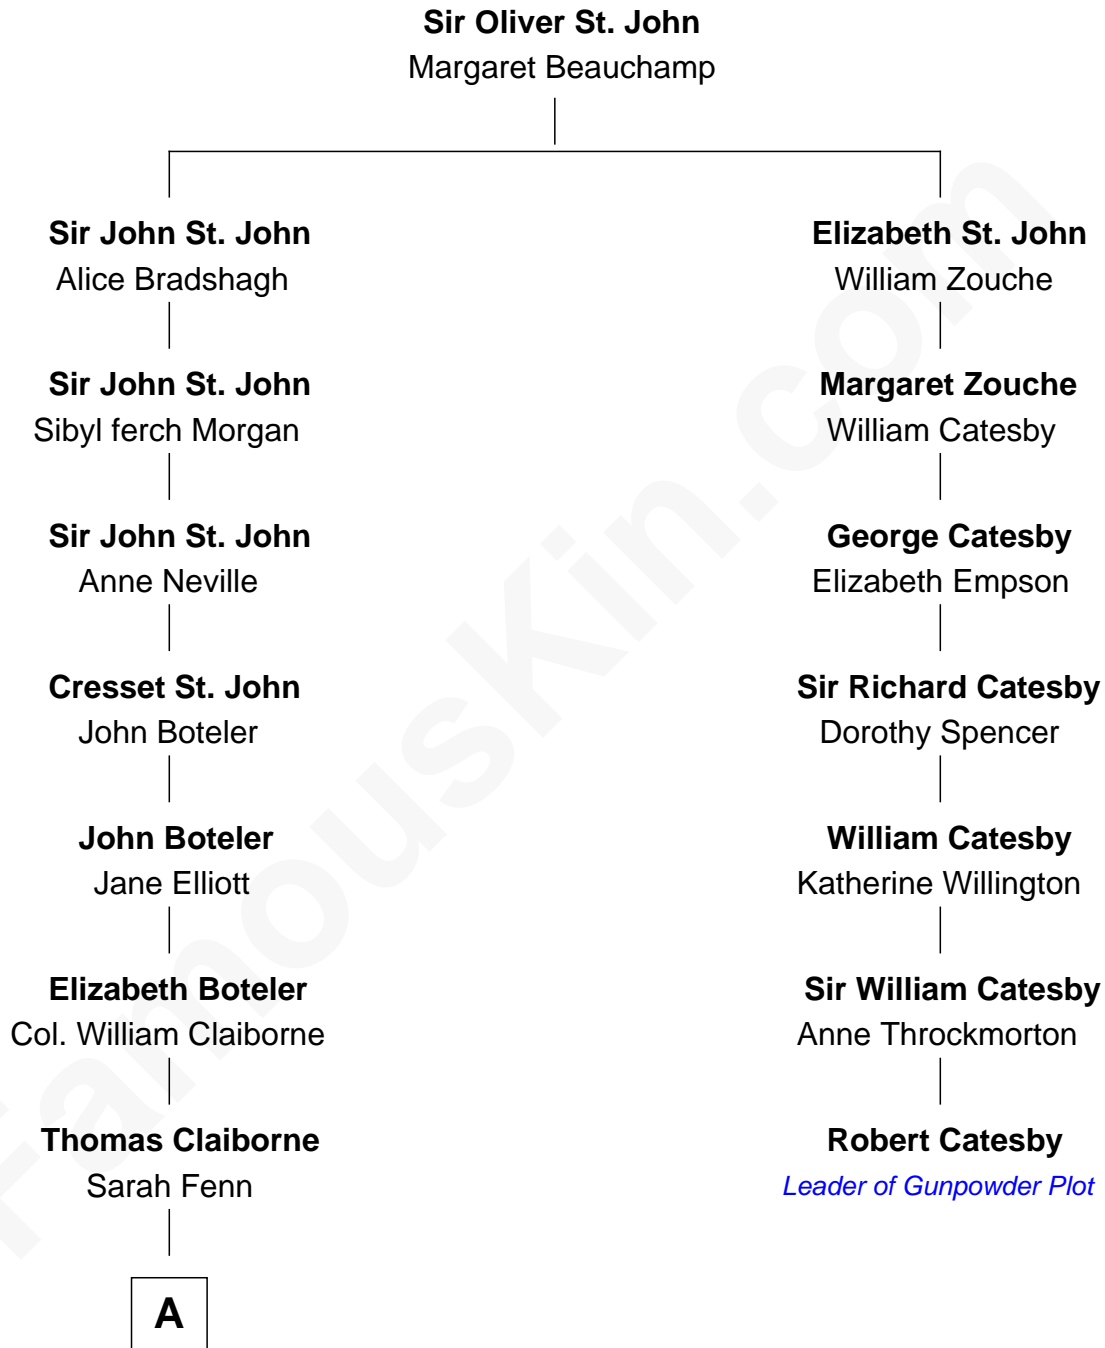 Sir Oliver St. John
Margaret Beauchamp
Sir John St. John
Alice Bradshagh
Sir John St. John
Sibyl ferch Morgan
Sir John St. John
Anne Neville
Cresset St. John
John Boteler
John Boteler
Jane Elliott
Elizabeth Boteler
Col. William Claiborne
Thomas Claiborne
Sarah Fenn
A
Elizabeth St. John
William Zouche
Margaret Zouche
William Catesby
George Catesby
Elizabeth Empson
Sir Richard Catesby
Dorothy Spencer
William Catesby
Katherine Willington
Sir William Catesby
Anne Throckmorton
Robert Catesby
Leader of Gunpowder Plot
FamousKin.com